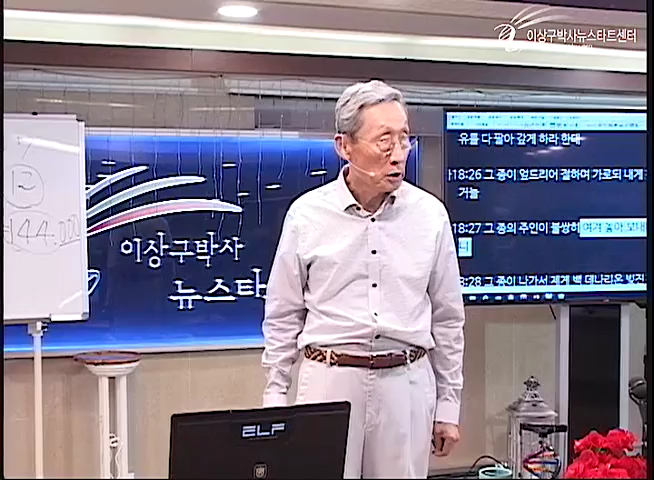 이상구박사뉴스타트센터
12
144.000
이상구박사
뉴스타
유를 다 팔아 갚게 하라 한대
18:26 그 종이 엎드리어 절하며 가로되 내게
거늘
18:27 그 종의 주인이 불쌍히 여겨 놓아 보내
18:28 그 종이 나가서 제게 백 데나리온 빚진
ELF